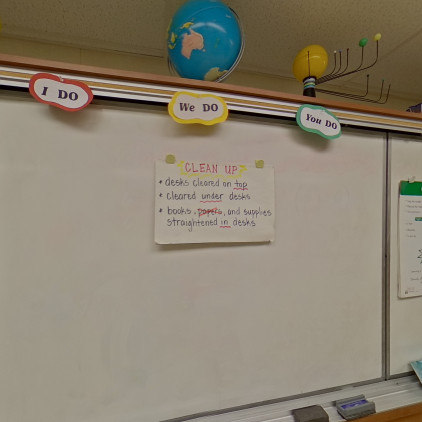 I DO
We DO
You DO
CLEAN UP
* desks cleared on top
* cleared under desks
* books, papers, and supplies
straightened in desks